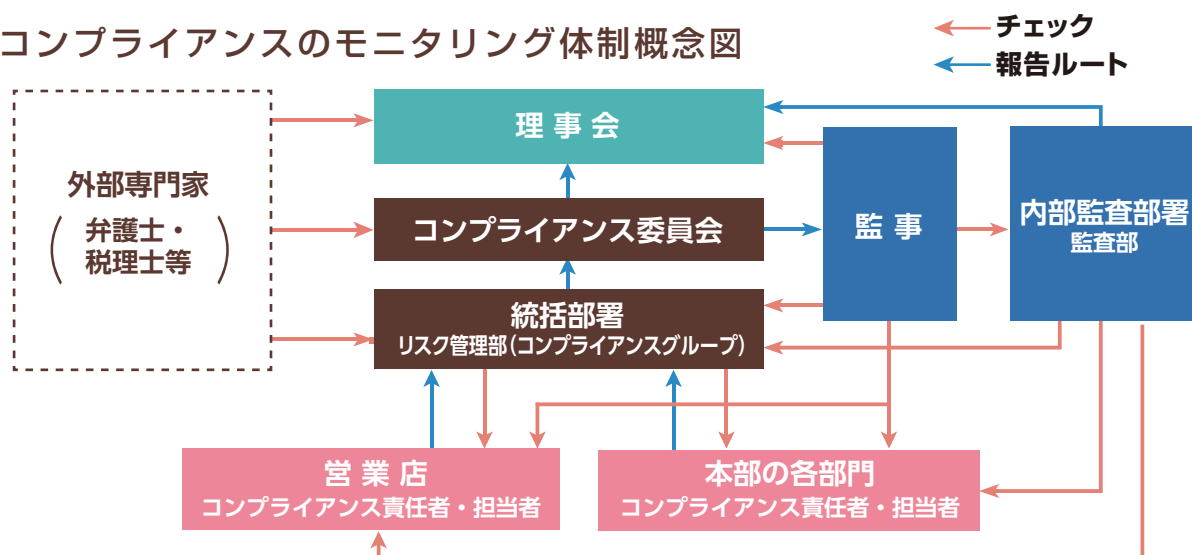 コンプライアンスのモニタリング体制概念図
チェック
報告ルート
理事会
外部専門家
(弁護士・
税理士等)
コンプライアンス委員会
監事
内部監査部署
監査部
統括部署
リスク管理部(コンプライアンスグループ)
営業店
コンプライアンス責任者・担当者
本部の各部門
コンプライアンス責任者・担当者